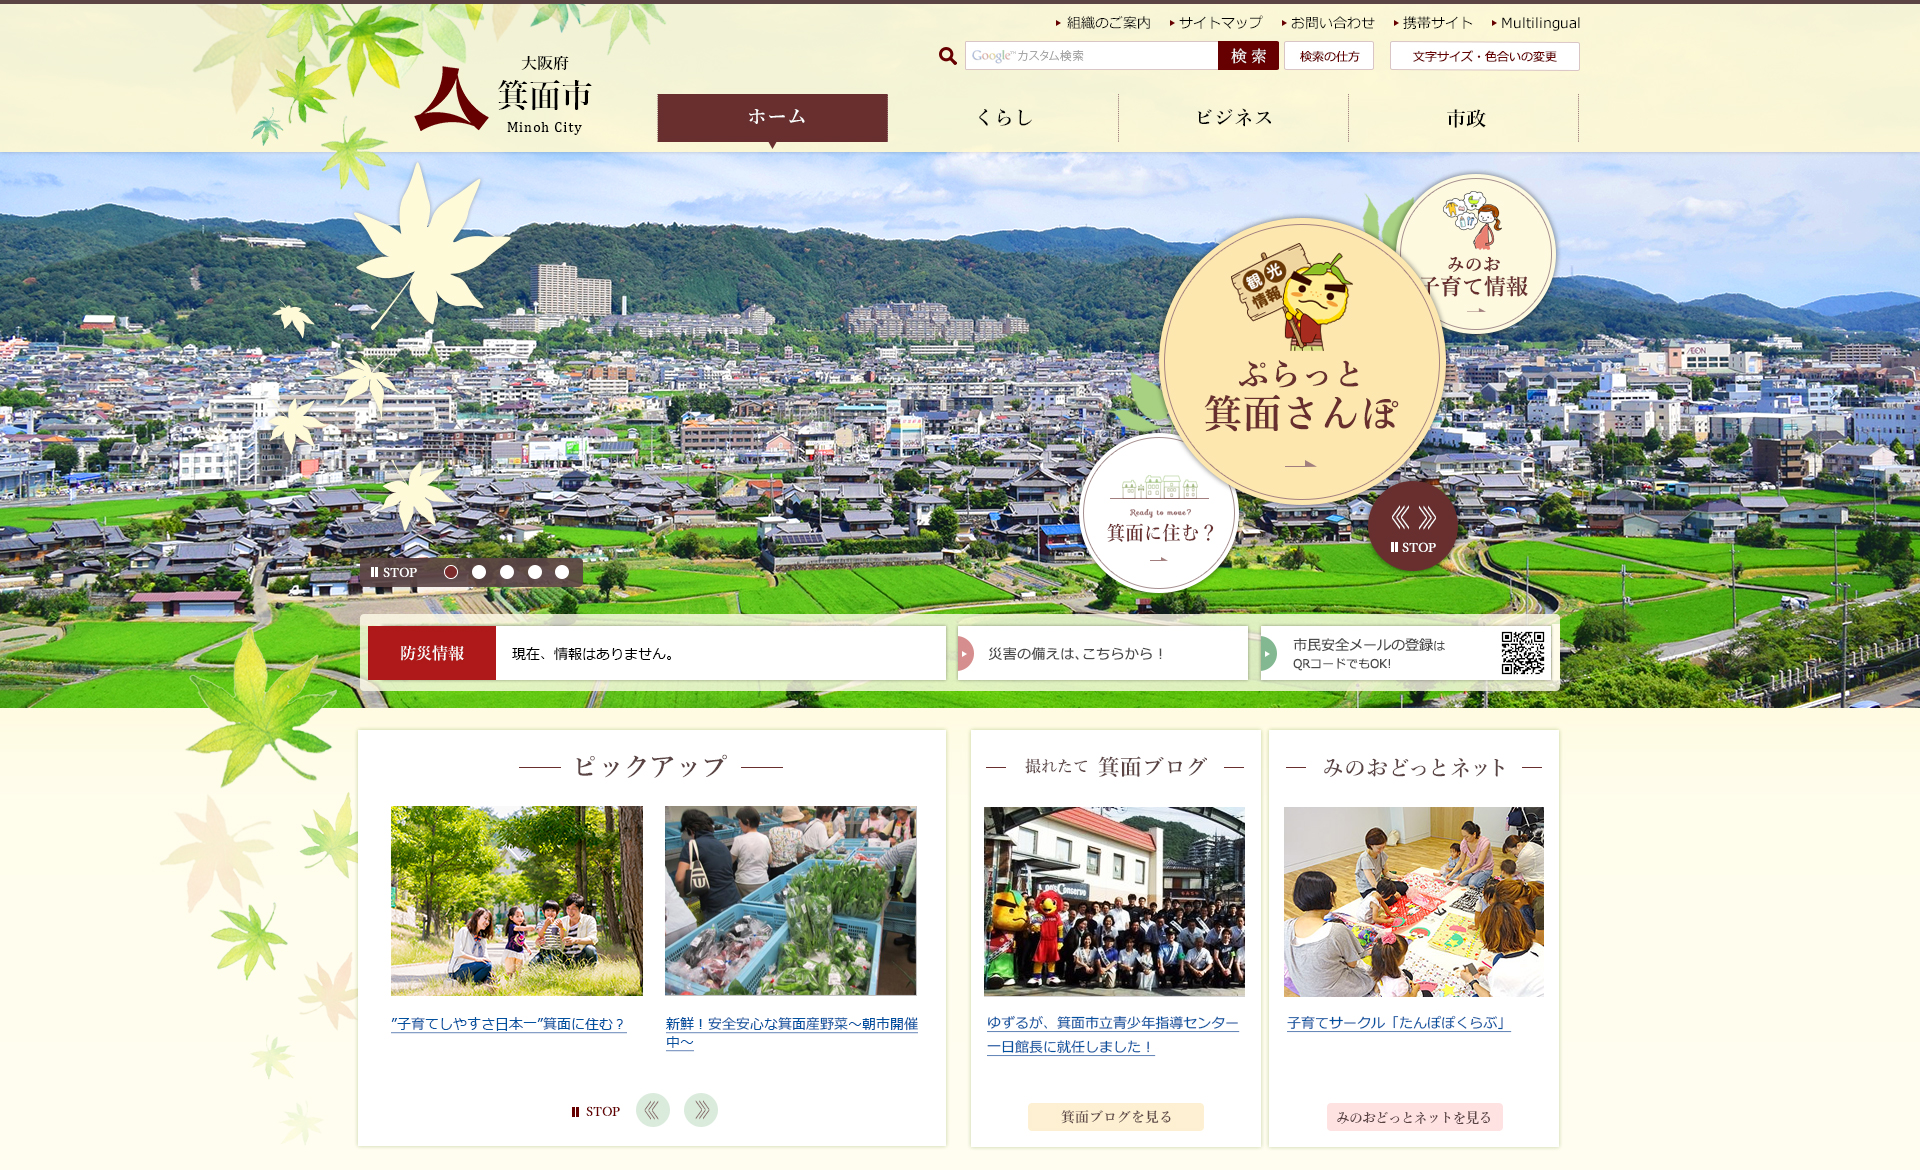 組織のご案内
サイトマップ
お問い合わせ
携帯サイト
Multilingual
Google™ カスタム検索
検索
検索の仕方
文字サイズ・色合いの変更
大阪府
箕面市
Minoh City
ホーム
くらし
ビジネス
市政
みのお
子育て情報
観光
情報
ぷらっと
箕面さんぽ
Ready to move?
箕面に住む？
STOP
STOP
防災情報
現在、情報はありません。
災害の備えは、こちらから！
市民安全メールの登録は
QRコードでもOK!
ピックアップ
撮れたて 箕面ブログ
みのおどっとネット
”子育てしやすさ日本一”箕面に住む？
新鮮！安全安心な箕面産野菜～朝市開催
中～
ゆずるが、箕面市立青少年指導センター
一日館長に就任しました！
子育てサークル「たんぽぽくらぶ」
STOP
箕面ブログを見る
みのおどっとネットを見る